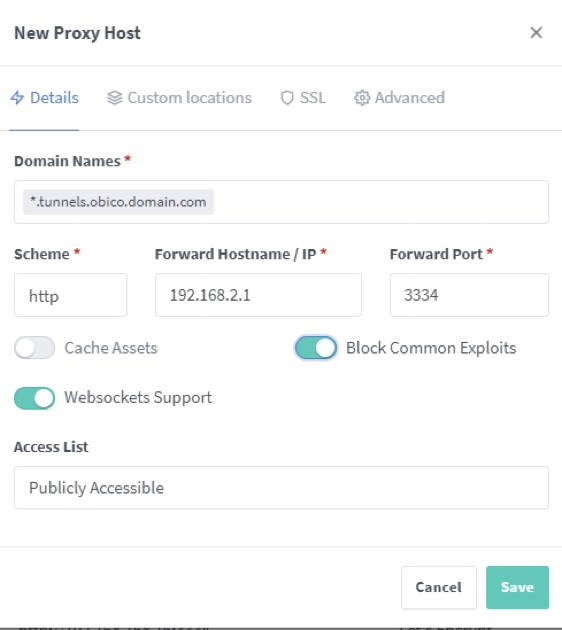 New Proxy Host ×
Details Custom locations SSL Advanced
Domain Names *
*.tunnels.obico.domain.com
Scheme * Forward Hostname / IP * Forward Port *
http 192.168.2.1 3334
Cache Assets Block Common Exploits
Websockets Support
Access List
Publicly Accessible
Cancel Save